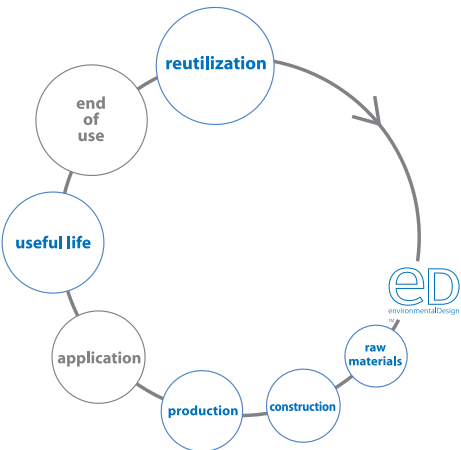 reutilization
end
of
use
useful life
application
production
construction
raw
materials
eD
environmentalDesign
™